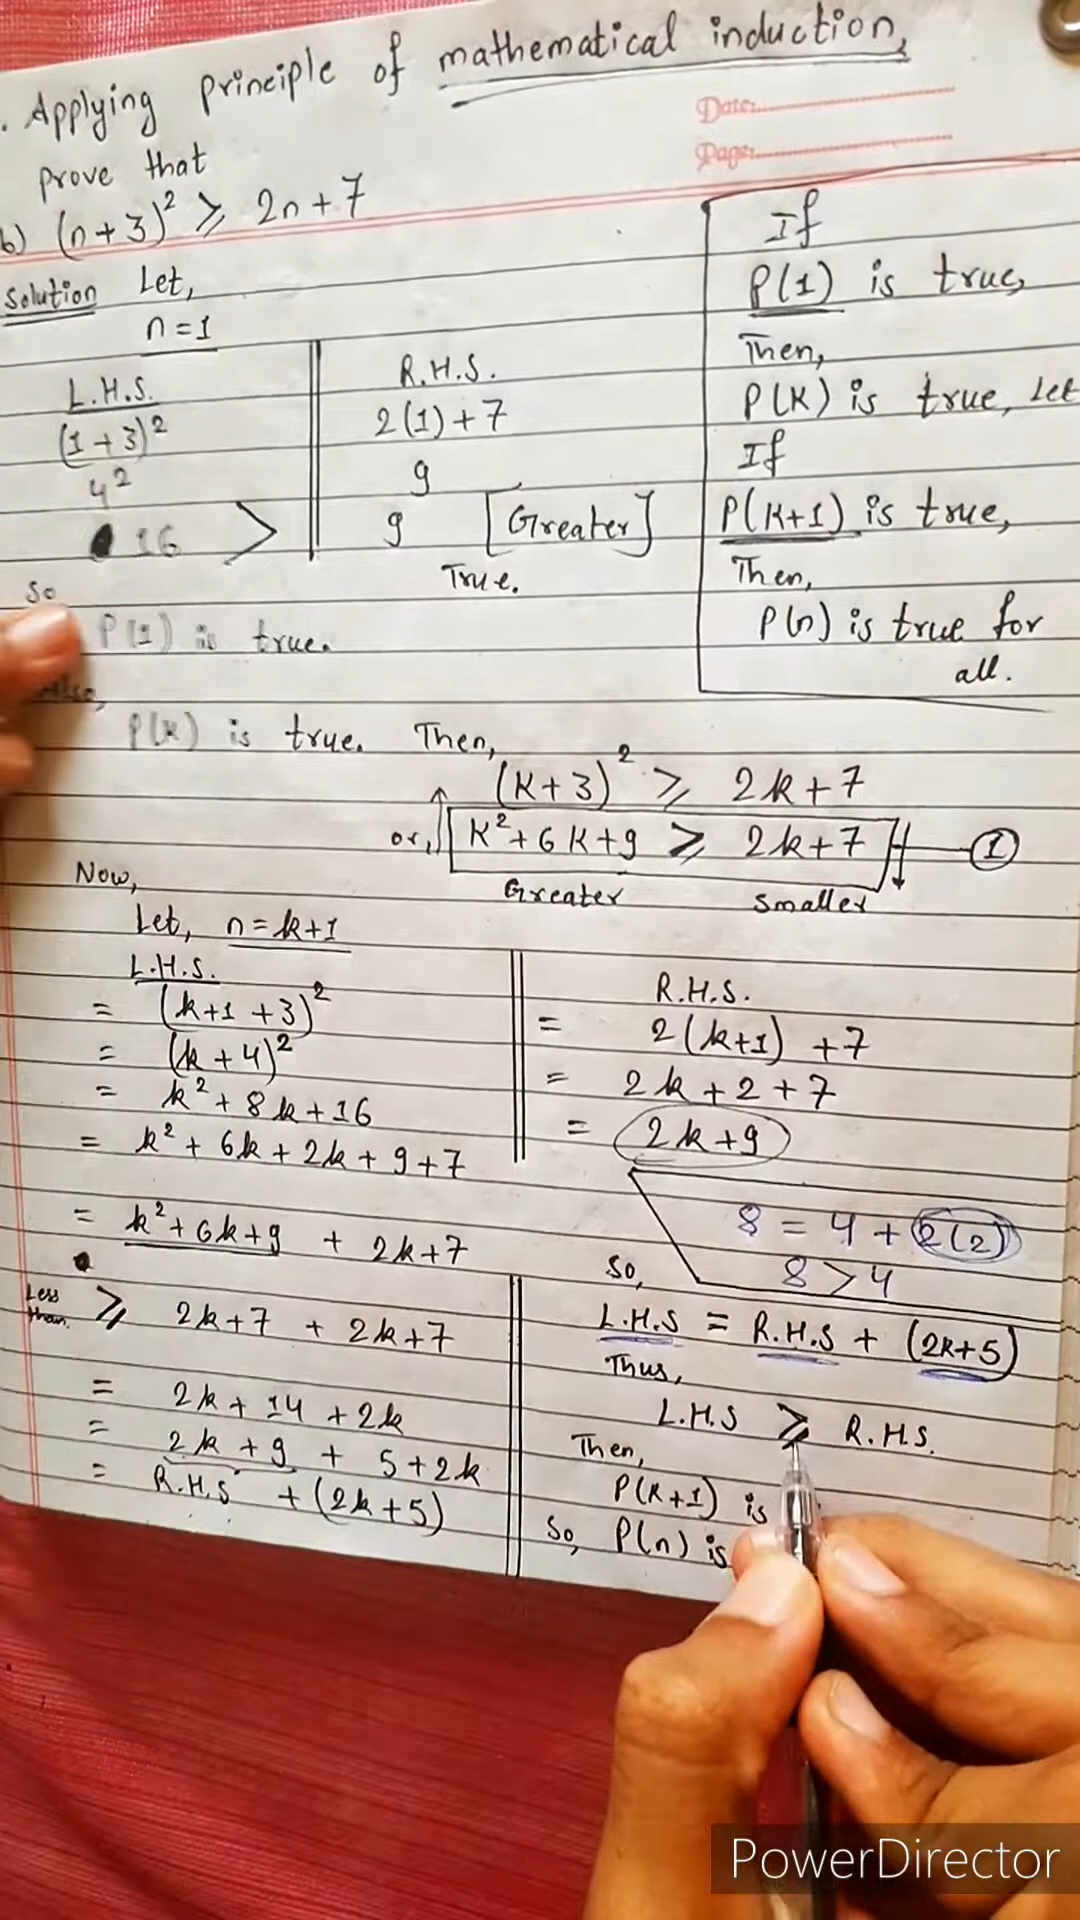 . Applying principle of mathematical induction,
prove that
Date:
Page:
b) (n+3)² ⩾ 2n+7
Solution Let,
n=1
L.H.S.
(1+3)²
4²
16 >
R.H.S.
2(1)+7
9
9 [Greater]
True.
So
P(1) is true.
If
P(1) is true,
Then,
P(K) is true, Let
If
P(K+1) is true,
Then,
P(n) is true for
all.
Also,
P(K) is true. Then,
(K+3)² ⩾ 2k+7
or, K²+6K+9 ⩾ 2k+7 — ①
Greater Smaller
Now,
Let, n=k+1
L.H.S.
= (k+1+3)²
= (k+4)²
= k²+8k+16
= k²+6k+2k+9+7
= k²+6k+9 + 2k+7
Less than. ⩾ 2k+7 + 2k+7
= 2k+14+2k
= 2k+9 + 5+2k
= R.H.S + (2k+5)
R.H.S.
= 2(k+1) +7
= 2k+2+7
= 2k+9
8 = 4 + 2(2)
8 > 4
So,
L.H.S = R.H.S + (2k+5)
Thus,
L.H.S ⩾ R.H.S.
Then,
P(K+1) is
So, P(n) is
PowerDirector